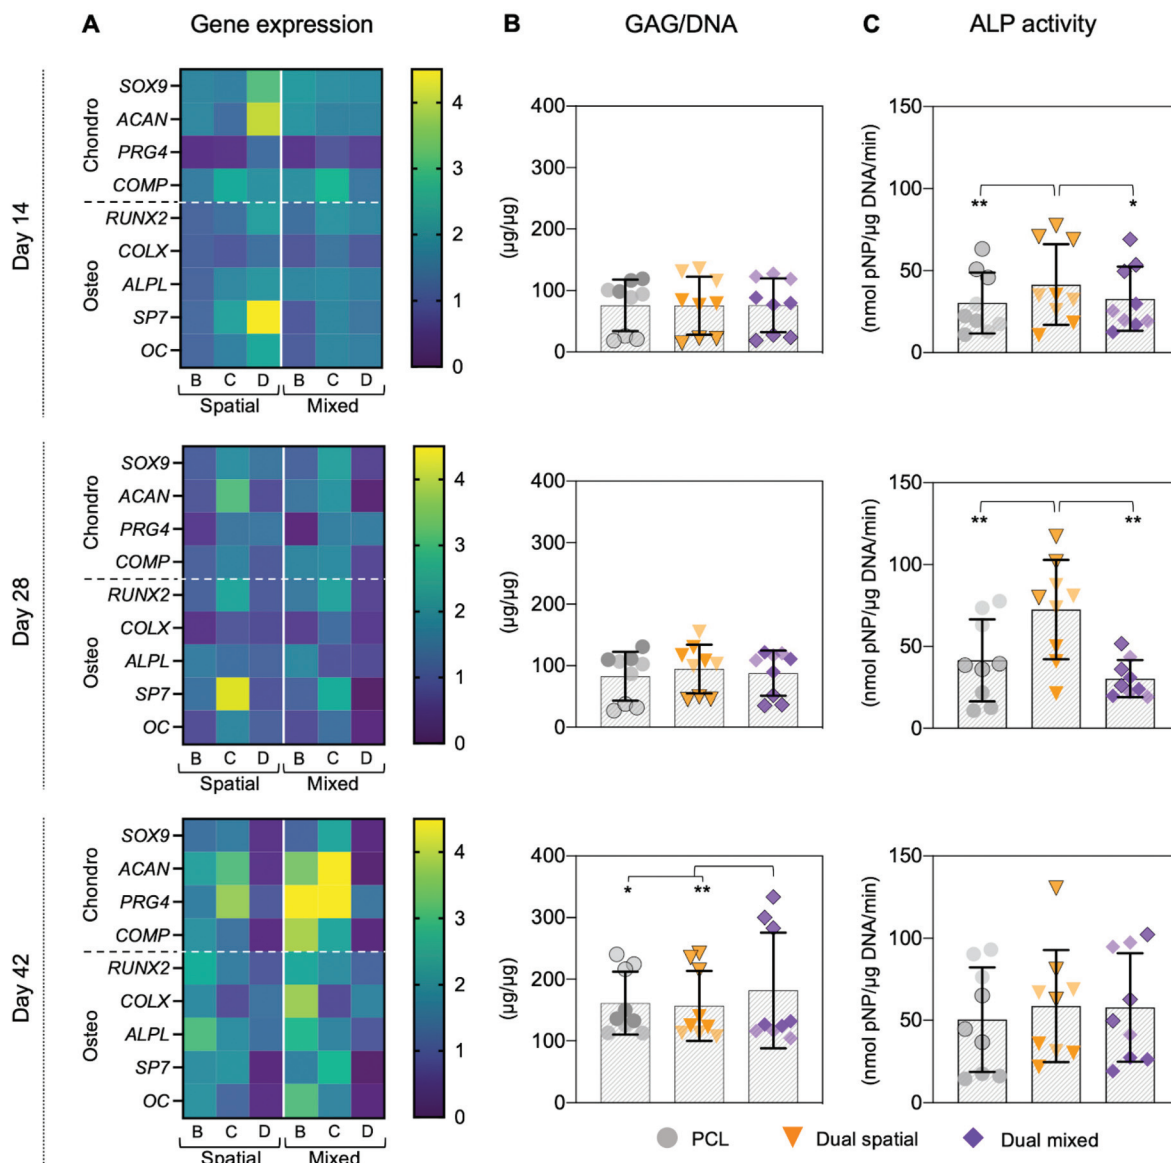 A Gene expression
B GAG/DNA
C ALP activity
Day 14
Chondro
Osteo
SOX9
ACAN
PRG4
COMP
RUNX2
COLX
ALPL
SP7
OC
B C D B C D
Spatial Mixed
4
3
2
1
0
(µg/µg)
400
300
200
100
0
(nmol pNP/µg DNA/min)
150
100
50
0
** *
Day 28
Chondro
Osteo
SOX9
ACAN
PRG4
COMP
RUNX2
COLX
ALPL
SP7
OC
B C D B C D
Spatial Mixed
4
3
2
1
0
(µg/µg)
400
300
200
100
0
(nmol pNP/µg DNA/min)
150
100
50
0
** **
Day 42
Chondro
Osteo
SOX9
ACAN
PRG4
COMP
RUNX2
COLX
ALPL
SP7
OC
B C D B C D
Spatial Mixed
4
3
2
1
0
(µg/µg)
400
300
200
100
0
* **
(nmol pNP/µg DNA/min)
150
100
50
0
PCL Dual spatial Dual mixed